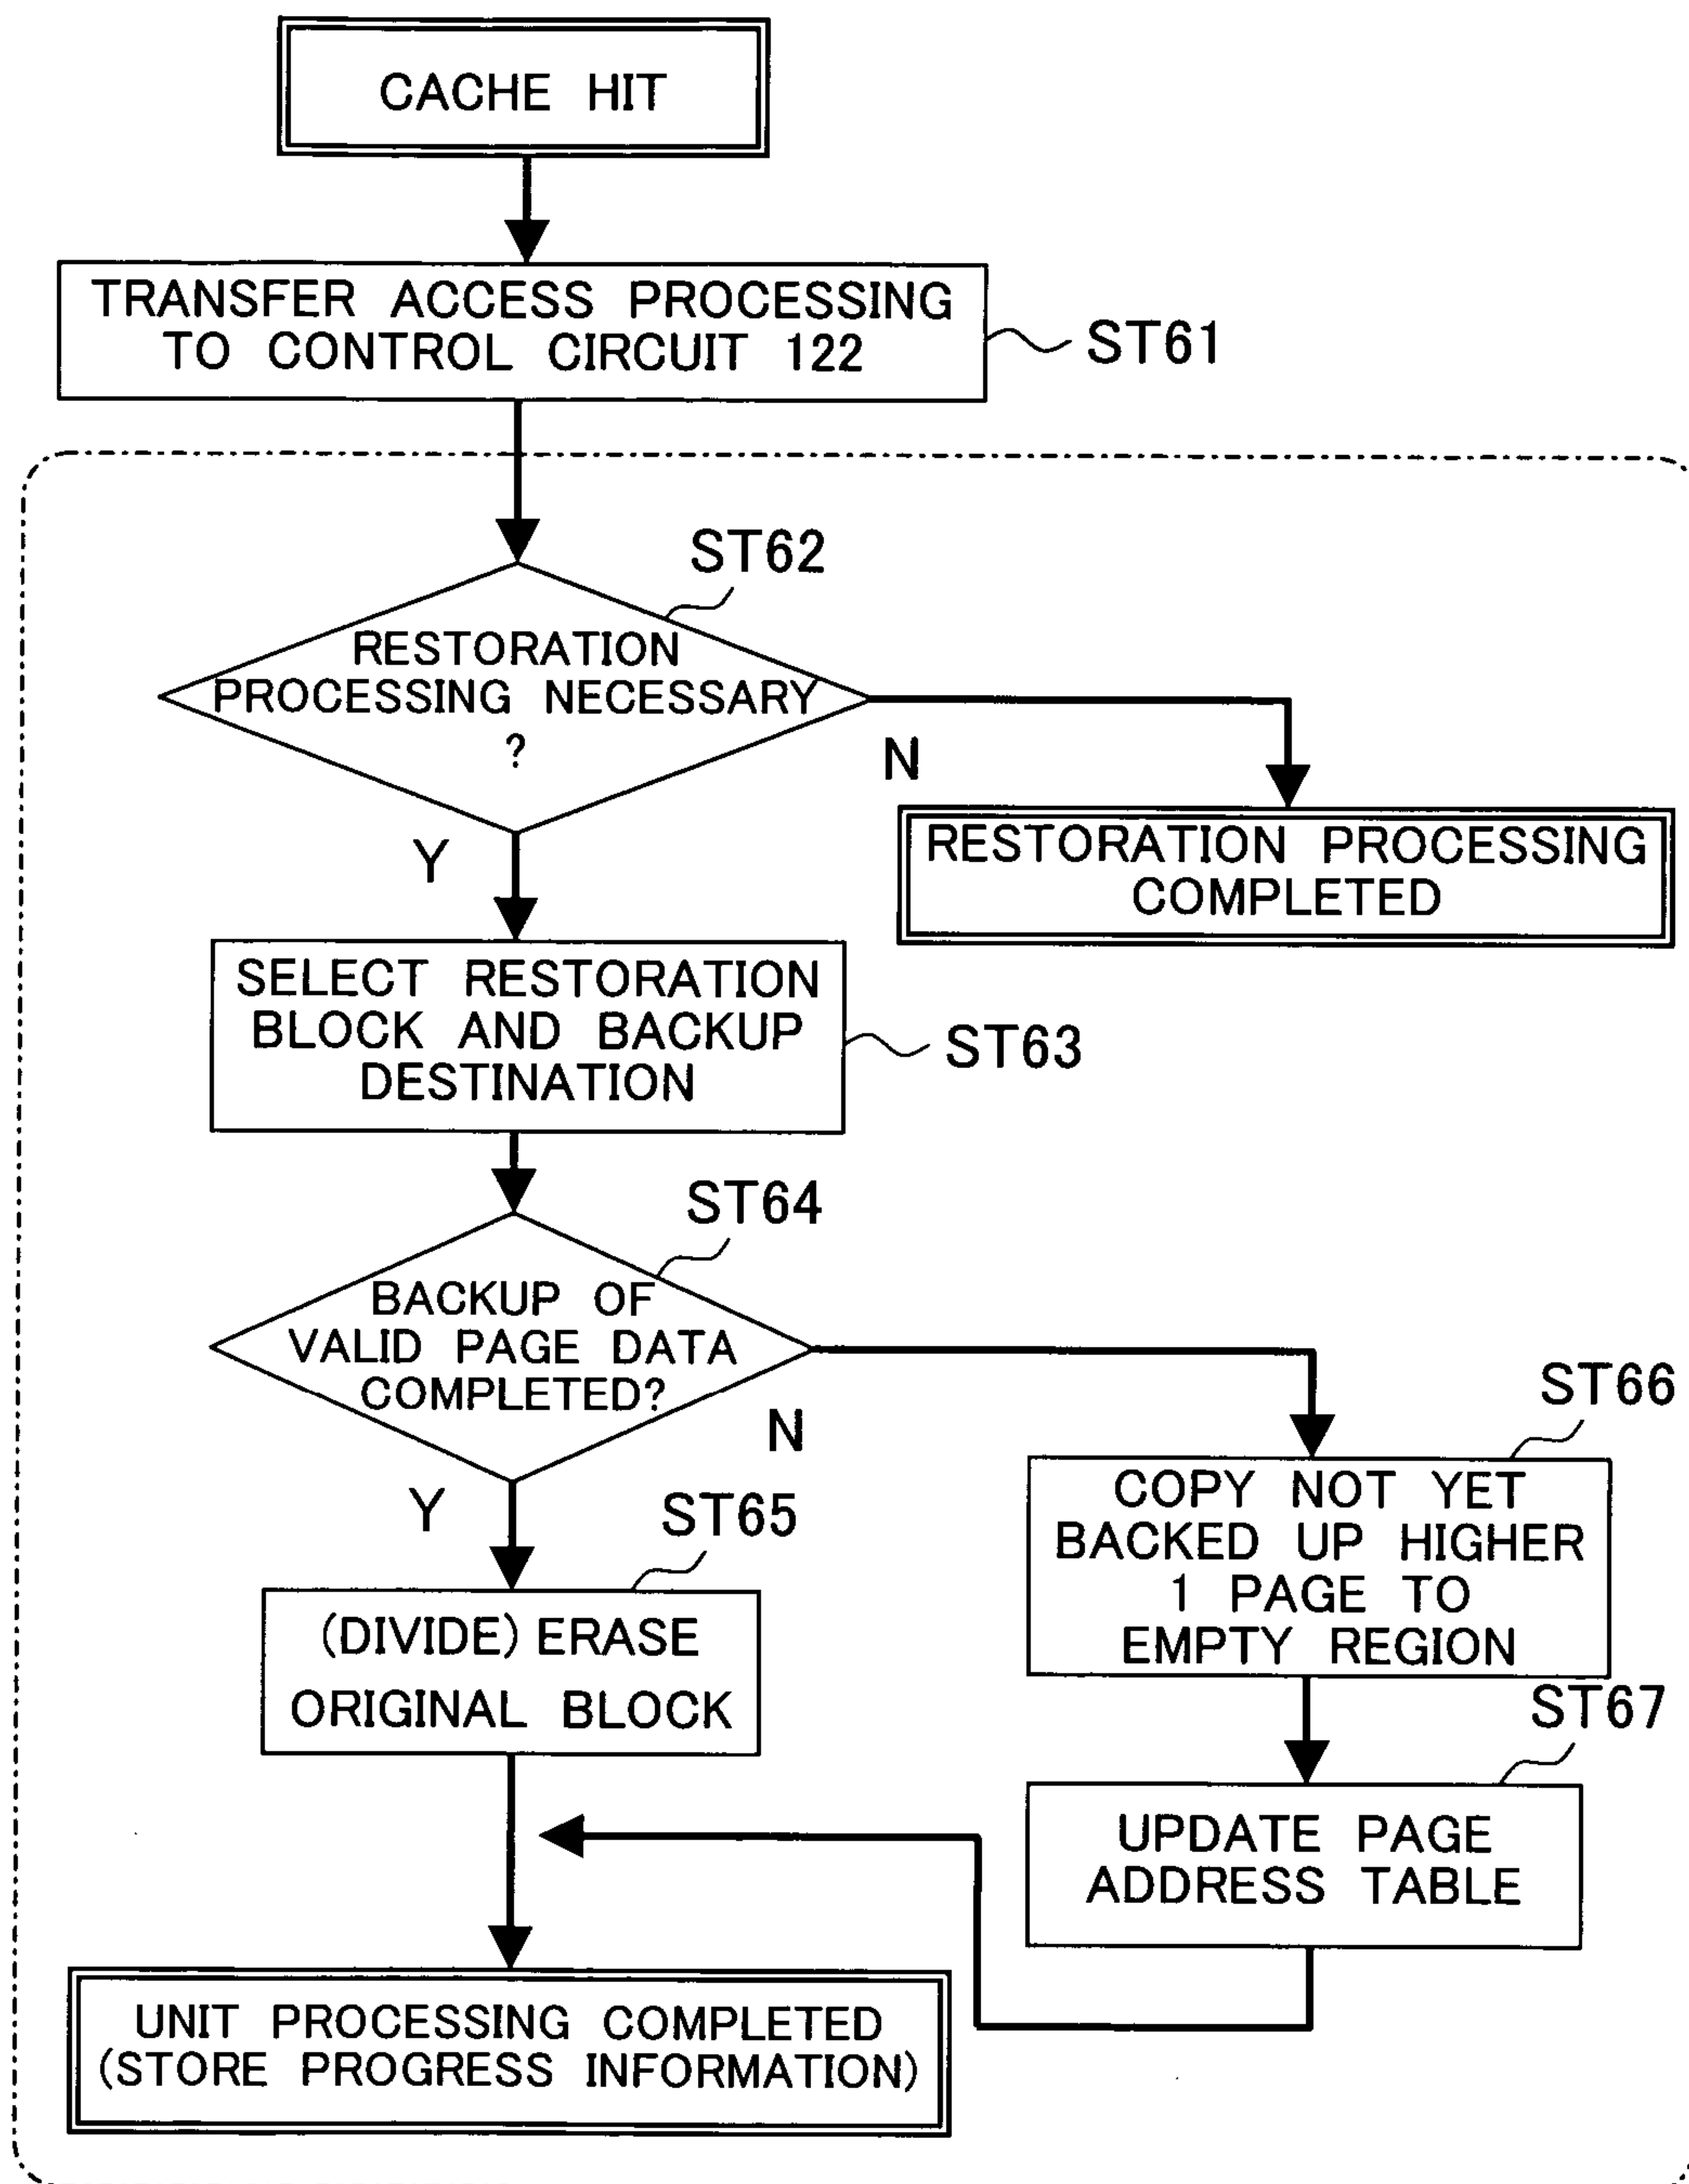 CACHE HIT
TRANSFER ACCESS PROCESSING
TO CONTROL CIRCUIT 122
ST61
ST62
RESTORATION
PROCESSING NECESSARY
?
N
Y
RESTORATION PROCESSING
COMPLETED
SELECT RESTORATION
BLOCK AND BACKUP
DESTINATION
ST63
ST64
BACKUP OF
VALID PAGE DATA
COMPLETED?
N
Y
ST66
COPY NOT YET
BACKED UP HIGHER
1 PAGE TO
EMPTY REGION
ST65
(DIVIDE) ERASE
ORIGINAL BLOCK
ST67
UPDATE PAGE
ADDRESS TABLE
UNIT PROCESSING COMPLETED
(STORE PROGRESS INFORMATION)